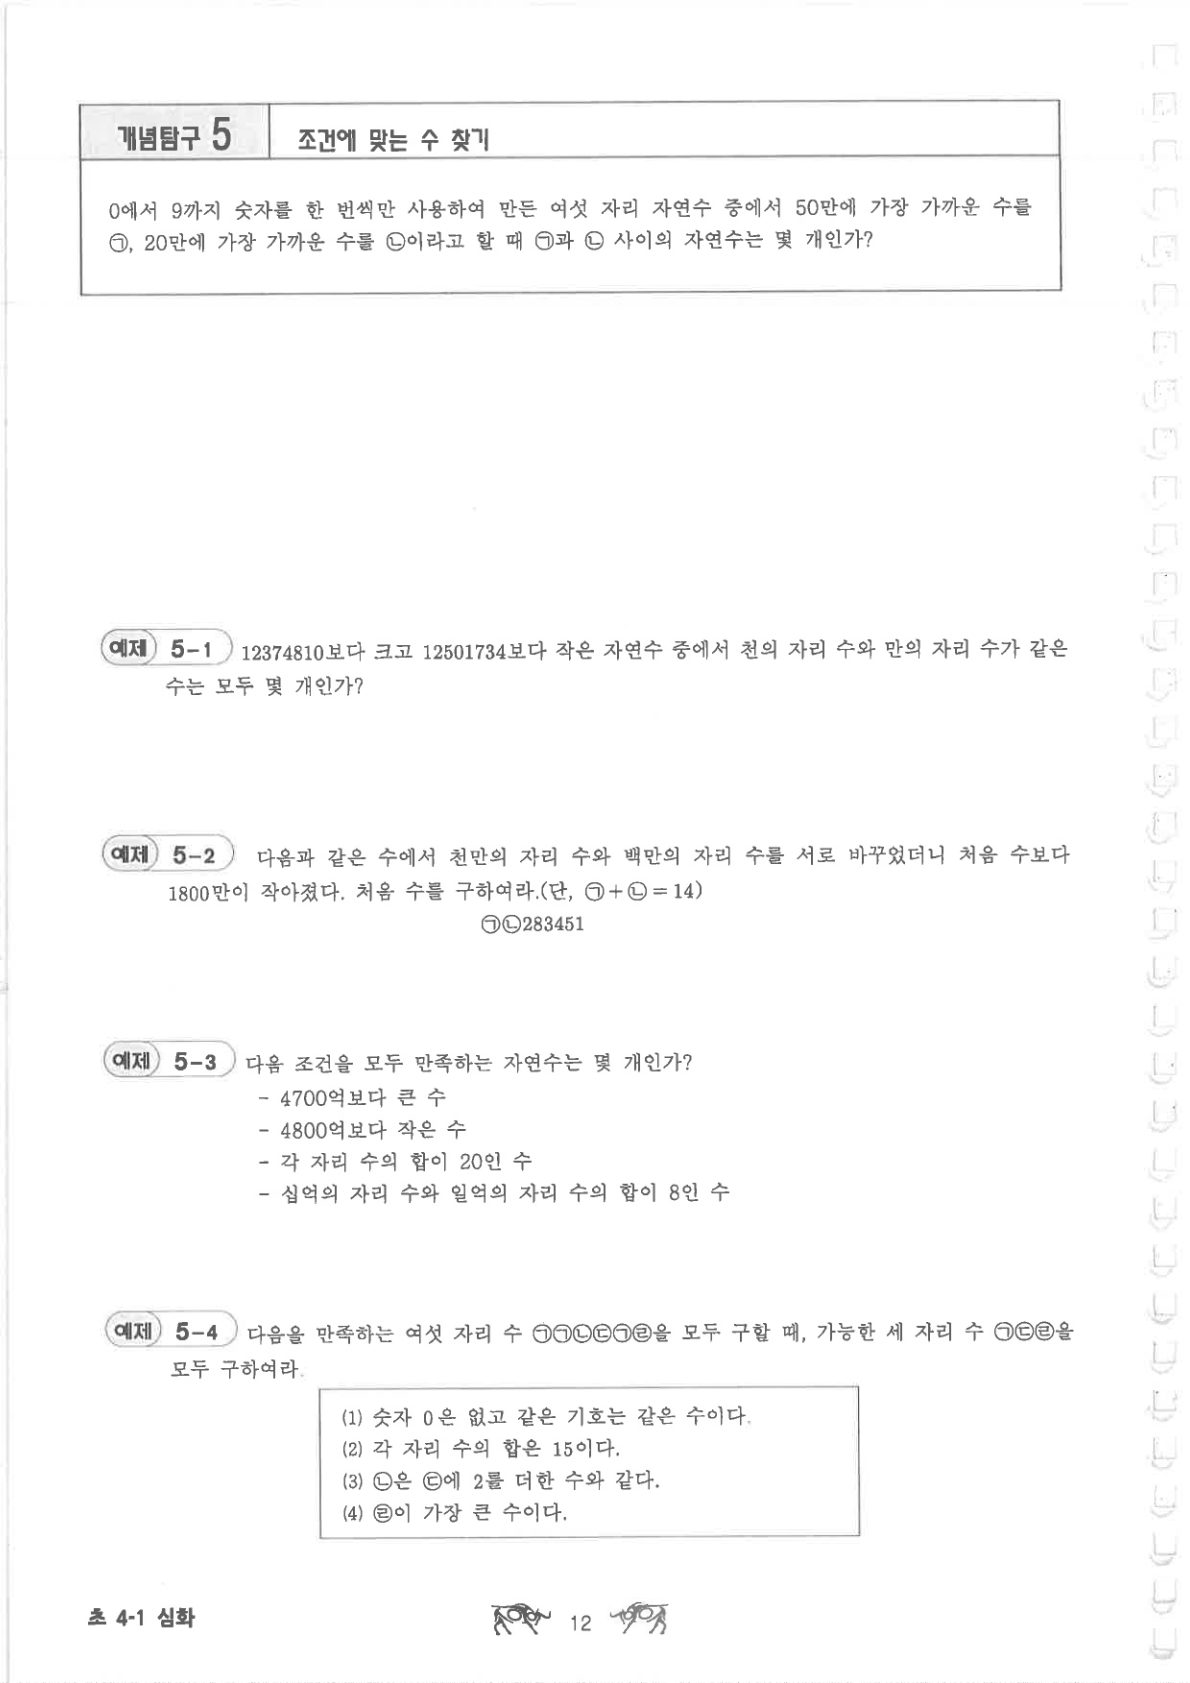 개념탐구 5 조건에 맞는 수 찾기
0에서 9까지 숫자를 한 번씩만 사용하여 만든 여섯 자리 자연수 중에서 50만에 가장 가까운 수를
㉠, 20만에 가장 가까운 수를 ㉡이라고 할 때 ㉠과 ㉡ 사이의 자연수는 몇 개인가?
예제 5-1 12374810보다 크고 12501734보다 작은 자연수 중에서 천의 자리 수와 만의 자리 수가 같은
수는 모두 몇 개인가?
예제 5-2 다음과 같은 수에서 천만의 자리 수와 백만의 자리 수를 서로 바꾸었더니 처음 수보다
1800만이 작아졌다. 처음 수를 구하여라.(단, ㉠+㉡=14)
㉠㉡283451
예제 5-3 다음 조건을 모두 만족하는 자연수는 몇 개인가?
- 4700억보다 큰 수
- 4800억보다 작은 수
- 각 자리 수의 합이 20인 수
- 십억의 자리 수와 일억의 자리 수의 합이 8인 수
예제 5-4 다음을 만족하는 여섯 자리 수 ㉠㉠㉡㉢㉠㉣을 모두 구할 때, 가능한 세 자리 수 ㉠㉢㉣을
모두 구하여라.
(1) 숫자 0은 없고 같은 기호는 같은 수이다.
(2) 각 자리 수의 합은 15이다.
(3) ㉡은 ㉢에 2를 더한 수와 같다.
(4) ㉣이 가장 큰 수이다.
초 4-1 심화 12